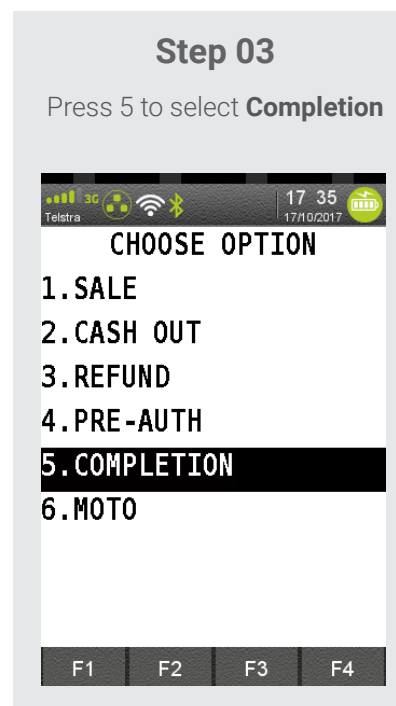 Step 03
Press 5 to select Completion
3G
17 35
Telstra
17/10/2017
CHOOSE OPTION
1.SALE
2.CASH OUT
3.REFUND
4.PRE-AUTH
5.COMPLETION
6.MOTO
F1 F2 F3 F4